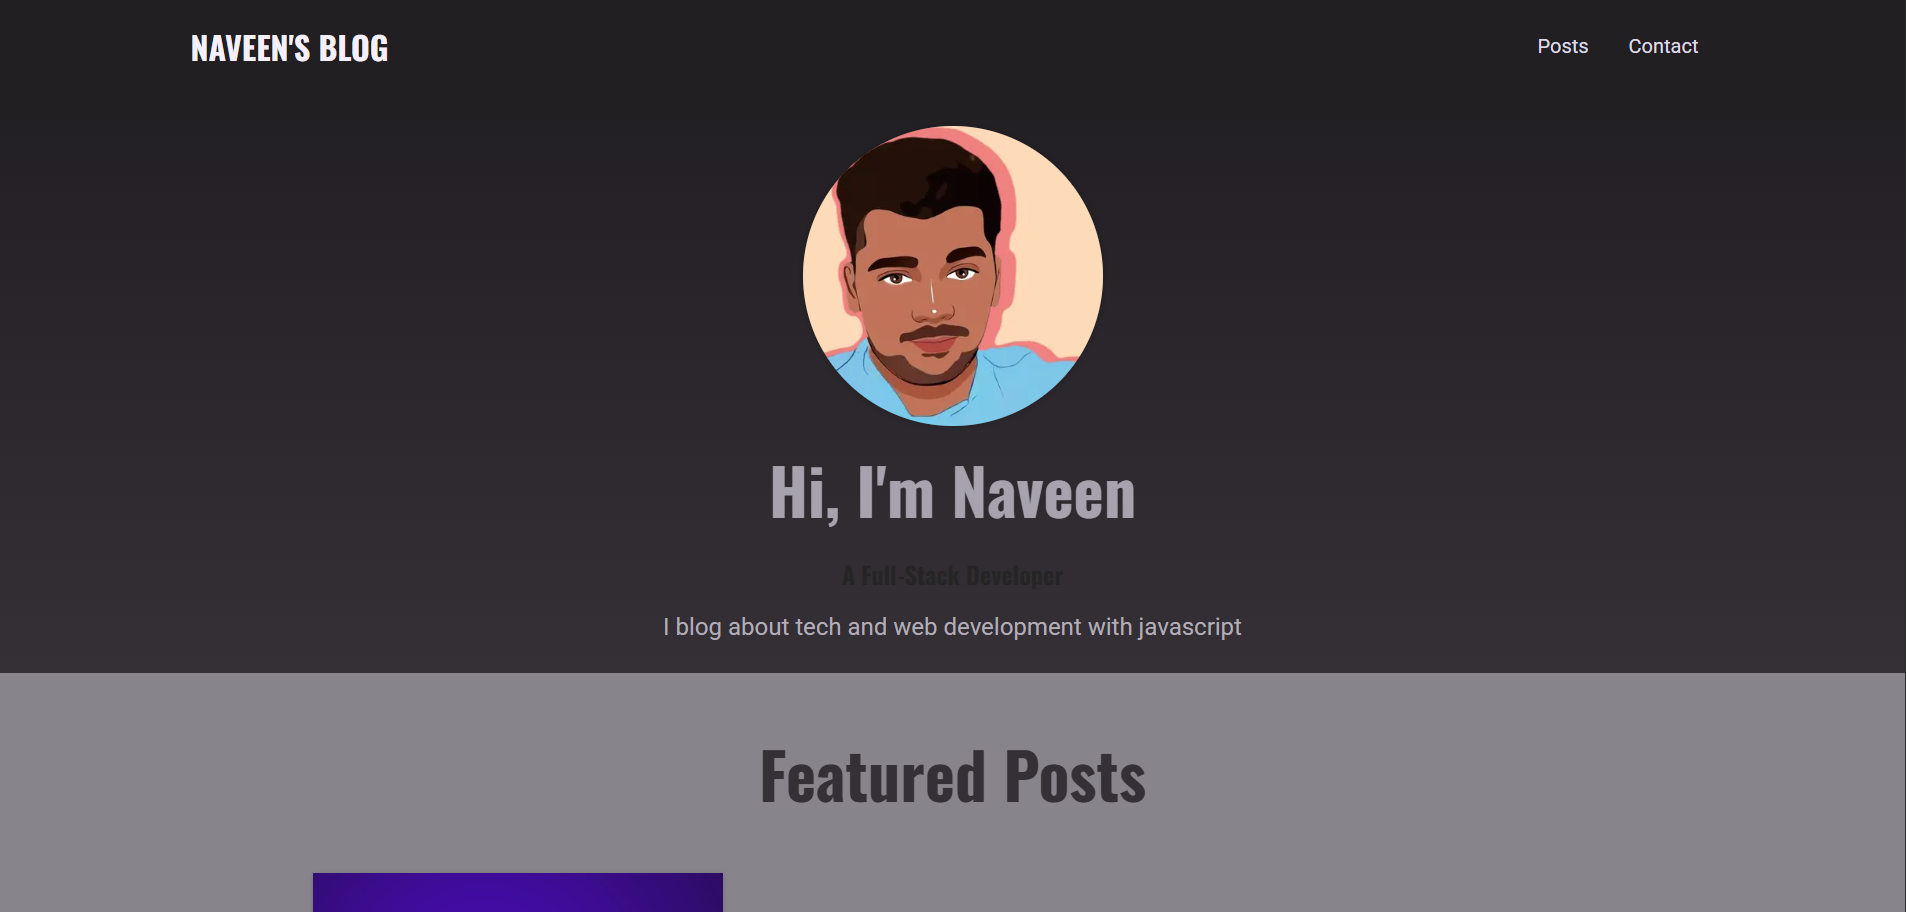 NAVEEN'S BLOG
Posts
Contact
Hi, I'm Naveen
A Full-Stack Developer
I blog about tech and web development with javascript
Featured Posts